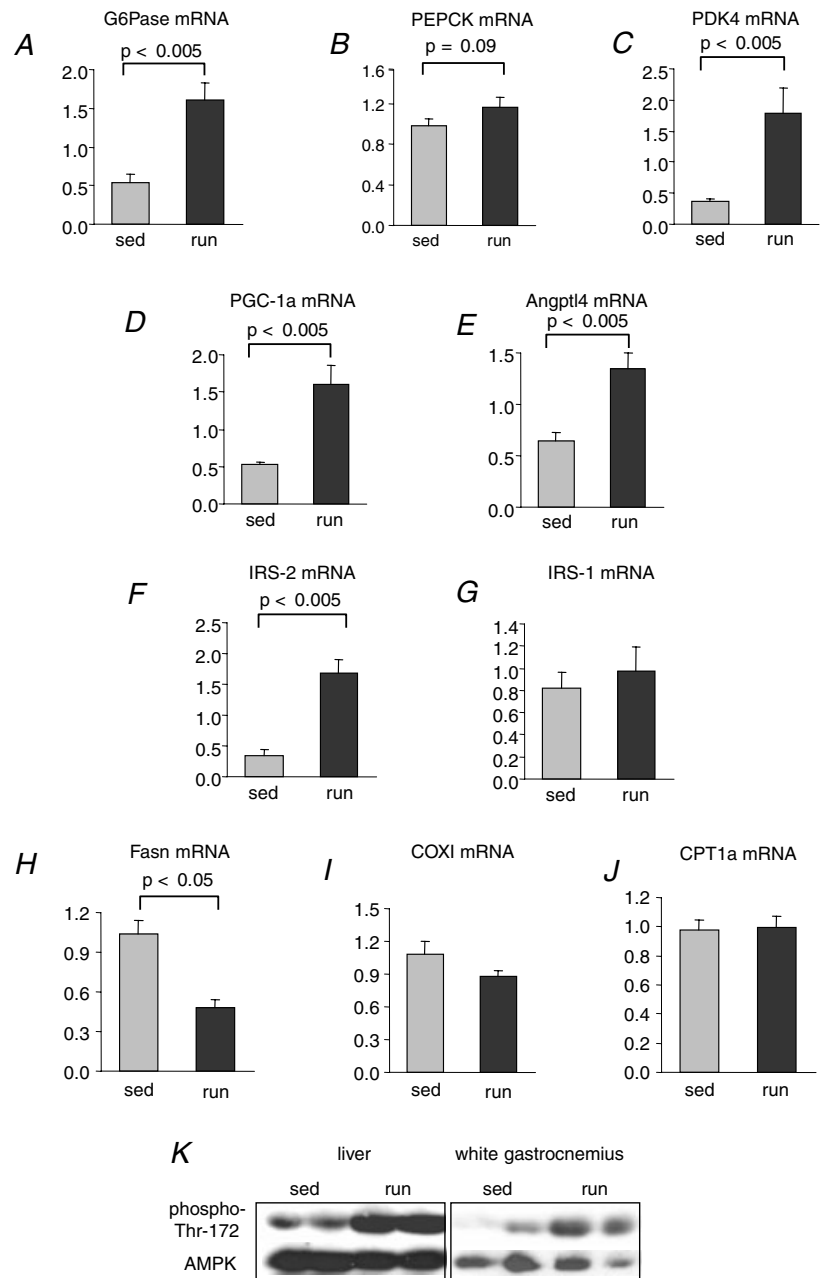 A
G6Pase mRNA
p < 0.005
2.0
1.5
1.0
0.5
0.0
sed run
B
PEPCK mRNA
p = 0.09
1.6
1.2
0.8
0.4
0.0
sed run
C
PDK4 mRNA
p < 0.005
2.5
2.0
1.5
1.0
0.5
0.0
sed run
D
PGC-1a mRNA
p < 0.005
2.0
1.5
1.0
0.5
0.0
sed run
E
Angptl4 mRNA
p < 0.005
1.5
1.0
0.5
0.0
sed run
F
IRS-2 mRNA
p < 0.005
2.5
2.0
1.5
1.0
0.5
0.0
sed run
G
IRS-1 mRNA
1.4
1.2
1.0
0.8
0.6
0.4
0.2
0.0
sed run
H
Fasn mRNA
p < 0.05
1.2
0.9
0.6
0.3
0.0
sed run
I
COXI mRNA
1.5
1.2
0.9
0.6
0.3
0.0
sed run
J
CPT1a mRNA
1.2
1.0
0.8
0.6
0.4
0.2
0.0
sed run
K
liver white gastrocnemius
sed run sed run
phospho-
Thr-172
AMPK